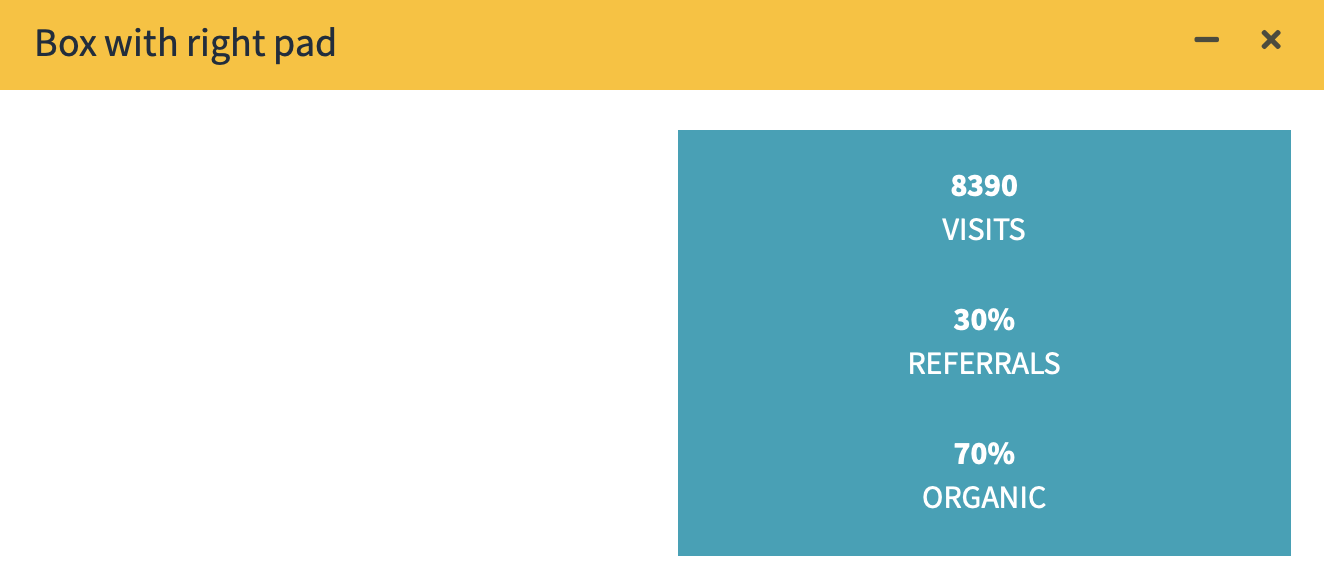 Box with right pad
8390
VISITS
30%
REFERRALS
70%
ORGANIC